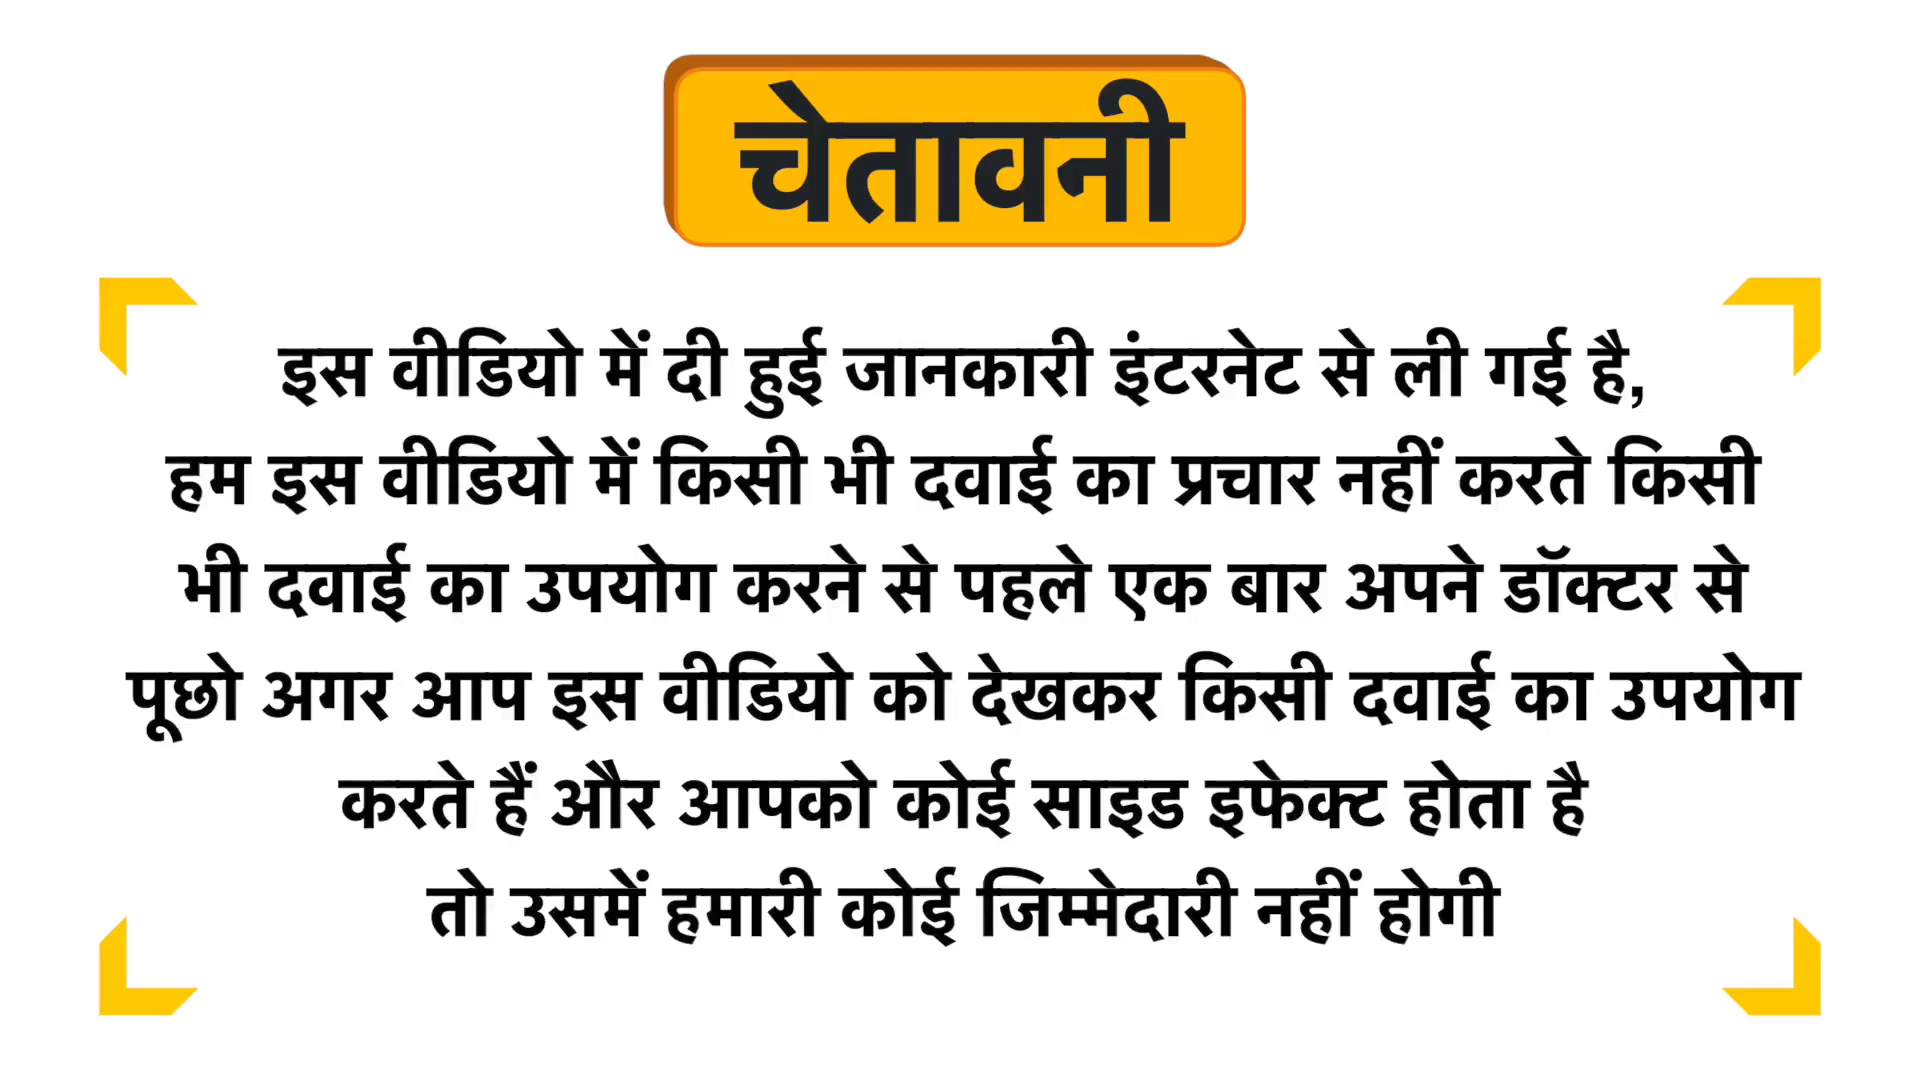 चेतावनी
इस वीडियो में दी हुई जानकारी इंटरनेट से ली गई है,
हम इस वीडियो में किसी भी दवाई का प्रचार नहीं करते किसी
भी दवाई का उपयोग करने से पहले एक बार अपने डॉक्टर से
पूछो अगर आप इस वीडियो को देखकर किसी दवाई का उपयोग
करते हैं और आपको कोई साइड इफेक्ट होता है
तो उसमें हमारी कोई जिम्मेदारी नहीं होगी